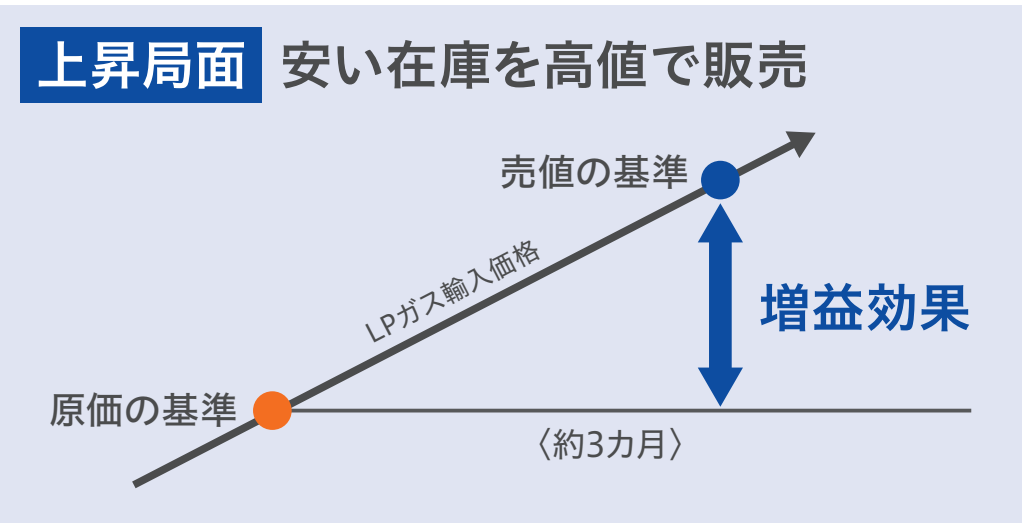 上昇局面 安い在庫を高値で販売
売値の基準
LPガス輸入価格
増益効果
原価の基準
〈約3カ月〉